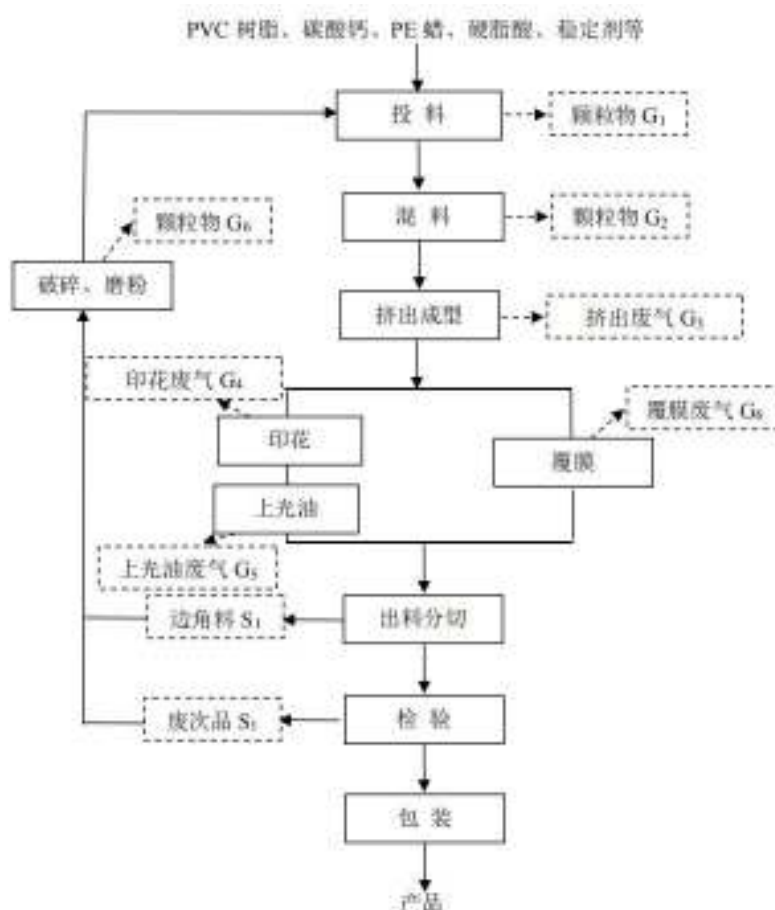 PVC 树脂、碳酸钙、PE 蜡、硬脂酸、稳定剂等
投 料
颗粒物 G₁
混 料
颗粒物 G₂
颗粒物 G₆
破碎、磨粉
挤出成型
挤出废气 G₃
印花废气 G₄
印花
覆膜废气 G₆
覆膜
上光油
上光油废气 G₅
边角料 S₁
出料分切
废次品 S₁
检 验
包 装
产品